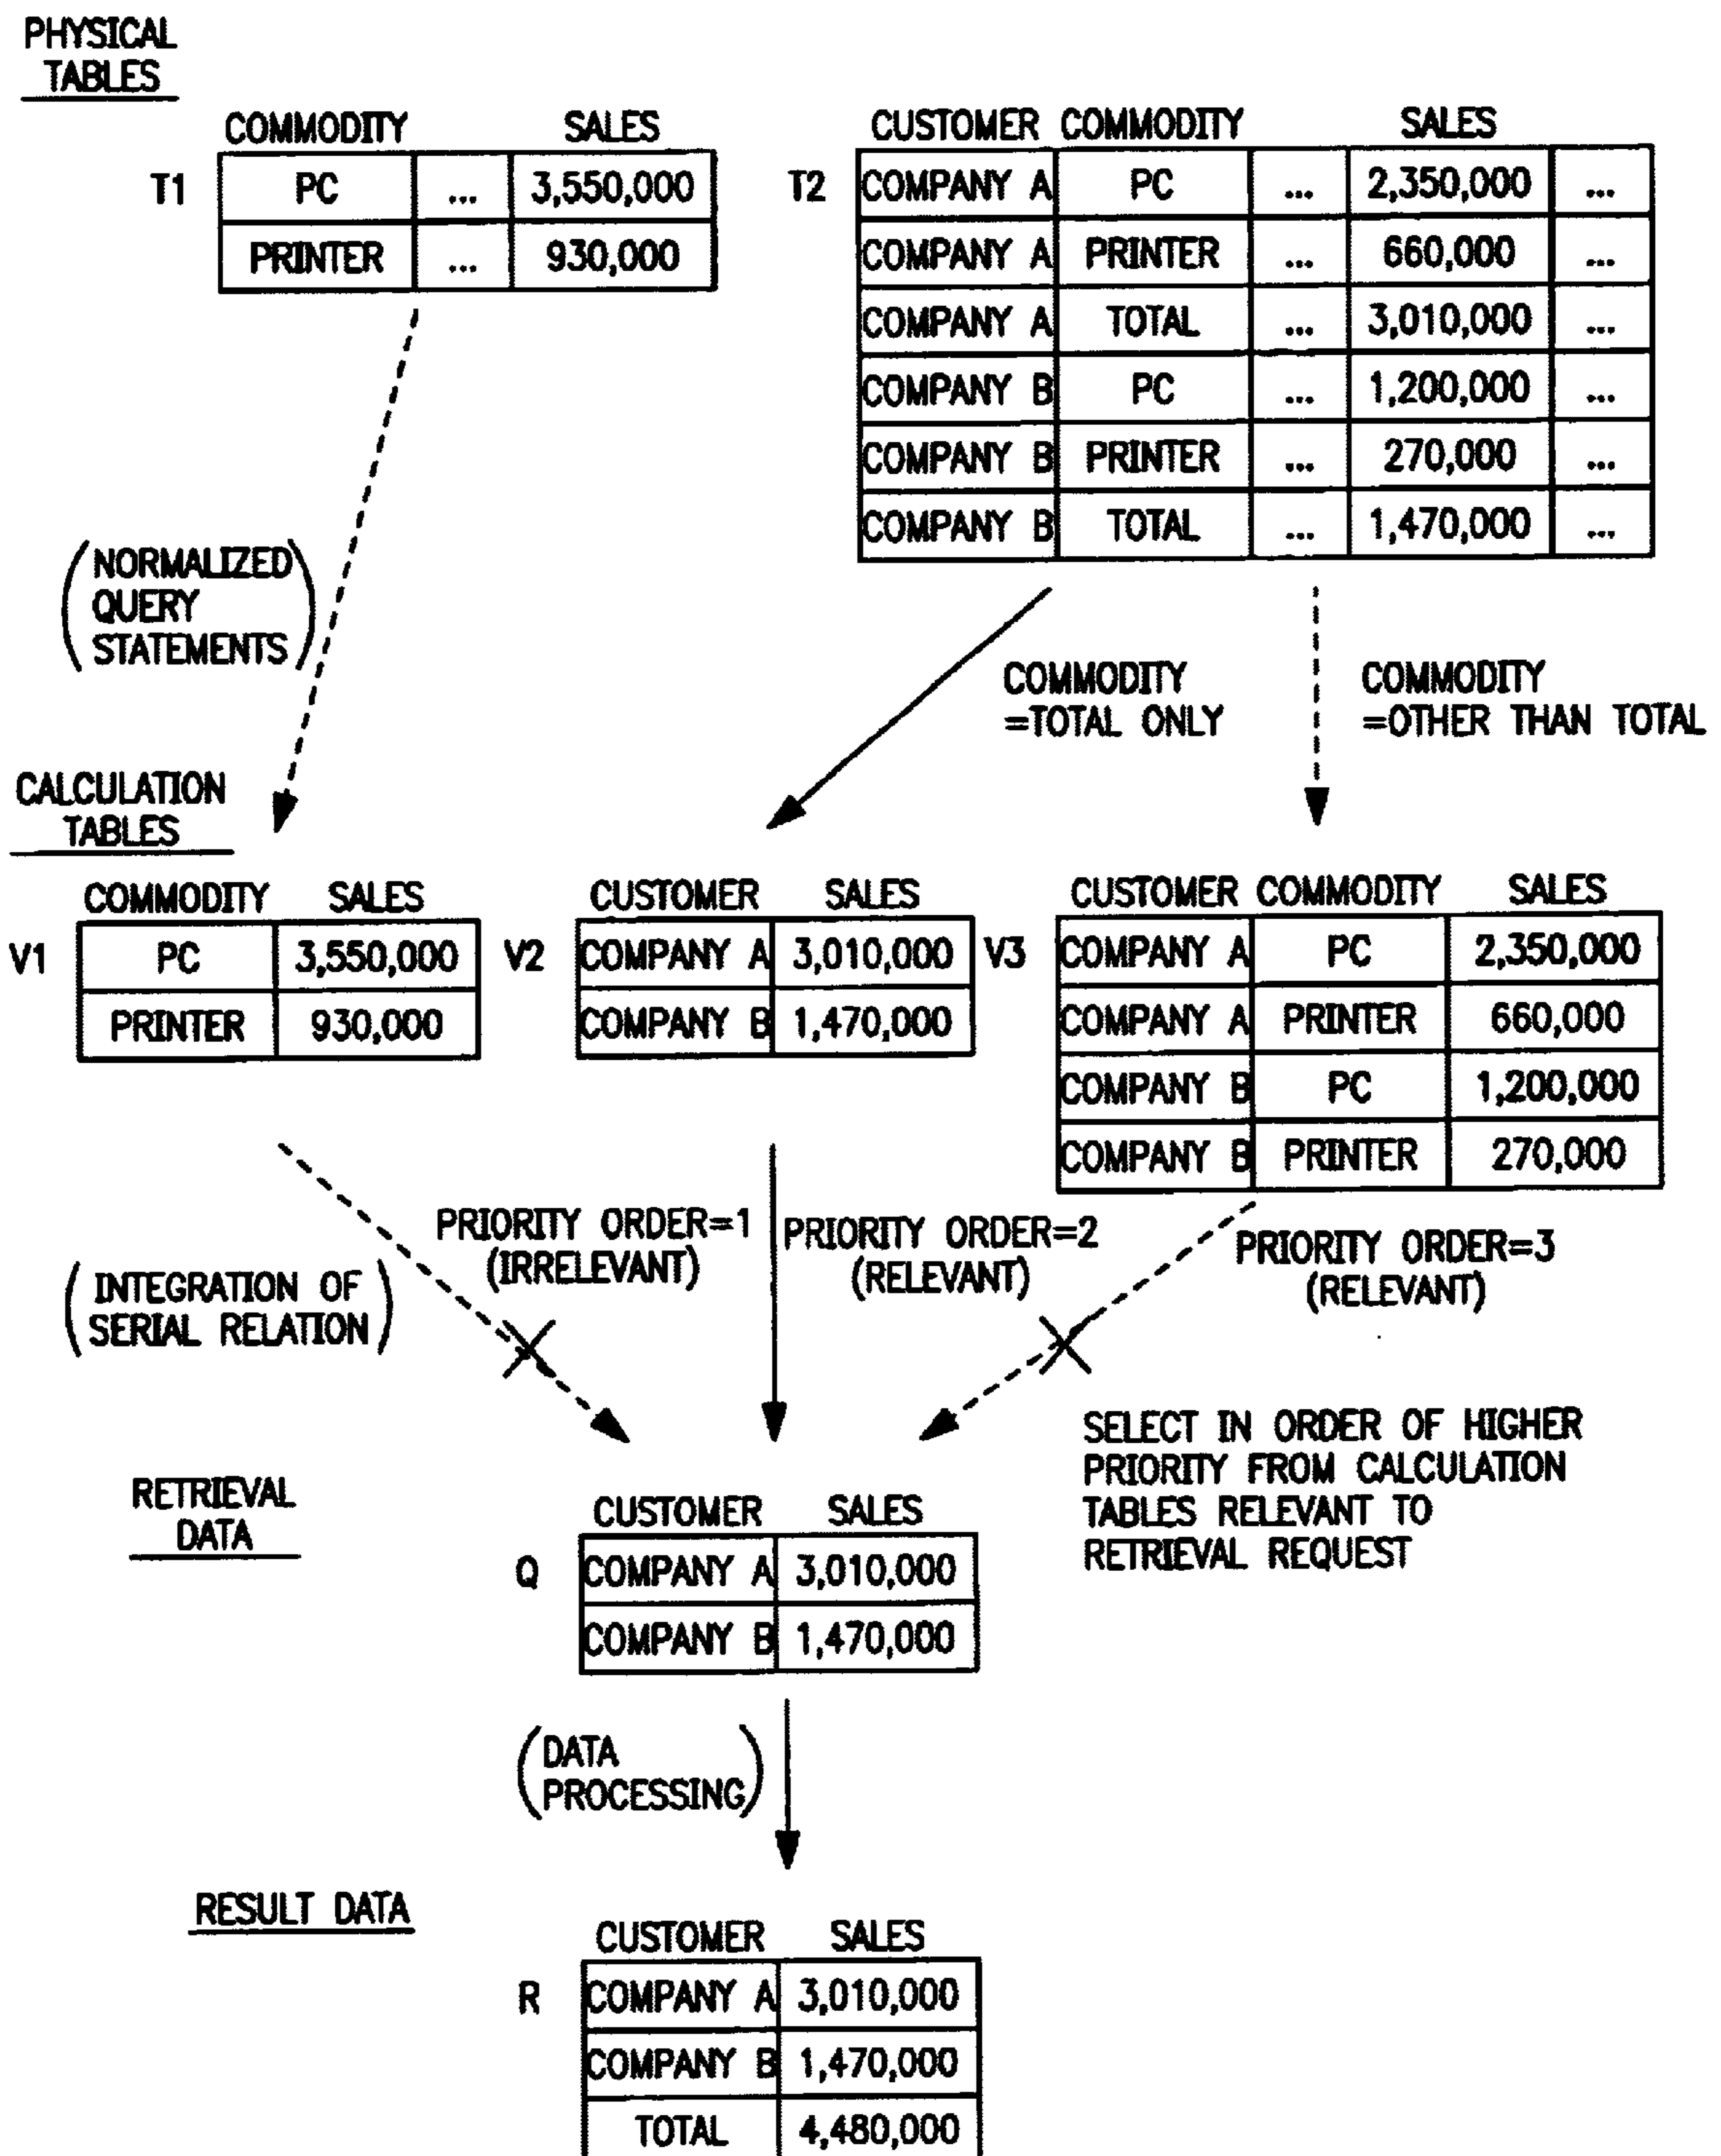 PHYSICAL
TABLES
COMMODITY SALES
T1 PC ... 3,550,000
PRINTER ... 930,000
CUSTOMER COMMODITY SALES
T2 COMPANY A PC ... 2,350,000 ...
COMPANY A PRINTER ... 660,000 ...
COMPANY A TOTAL ... 3,010,000 ...
COMPANY B PC ... 1,200,000 ...
COMPANY B PRINTER ... 270,000 ...
COMPANY B TOTAL ... 1,470,000 ...
(NORMALIZED
QUERY
STATEMENTS)
COMMODITY
=TOTAL ONLY
COMMODITY
=OTHER THAN TOTAL
CALCULATION
TABLES
COMMODITY SALES
V1 PC 3,550,000
PRINTER 930,000
CUSTOMER SALES
V2 COMPANY A 3,010,000
COMPANY B 1,470,000
CUSTOMER COMMODITY SALES
V3 COMPANY A PC 2,350,000
COMPANY A PRINTER 660,000
COMPANY B PC 1,200,000
COMPANY B PRINTER 270,000
(INTEGRATION OF
SERIAL RELATION)
PRIORITY ORDER=1
(IRRELEVANT)
PRIORITY ORDER=2
(RELEVANT)
PRIORITY ORDER=3
(RELEVANT)
SELECT IN ORDER OF HIGHER
PRIORITY FROM CALCULATION
TABLES RELEVANT TO
RETRIEVAL REQUEST
RETRIEVAL
DATA
CUSTOMER SALES
Q COMPANY A 3,010,000
COMPANY B 1,470,000
(DATA
PROCESSING)
RESULT DATA
CUSTOMER SALES
R COMPANY A 3,010,000
COMPANY B 1,470,000
TOTAL 4,480,000